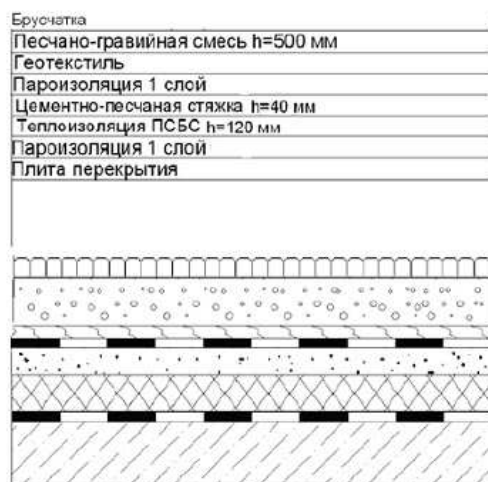 Брусчатка
Песчано-гравийная смесь h=500 мм
Геотекстиль
Пароизоляция 1 слой
Цементно-песчаная стяжка h=40 мм
Теплоизоляция ПСБС h=120 мм
Пароизоляция 1 слой
Плита перекрытия